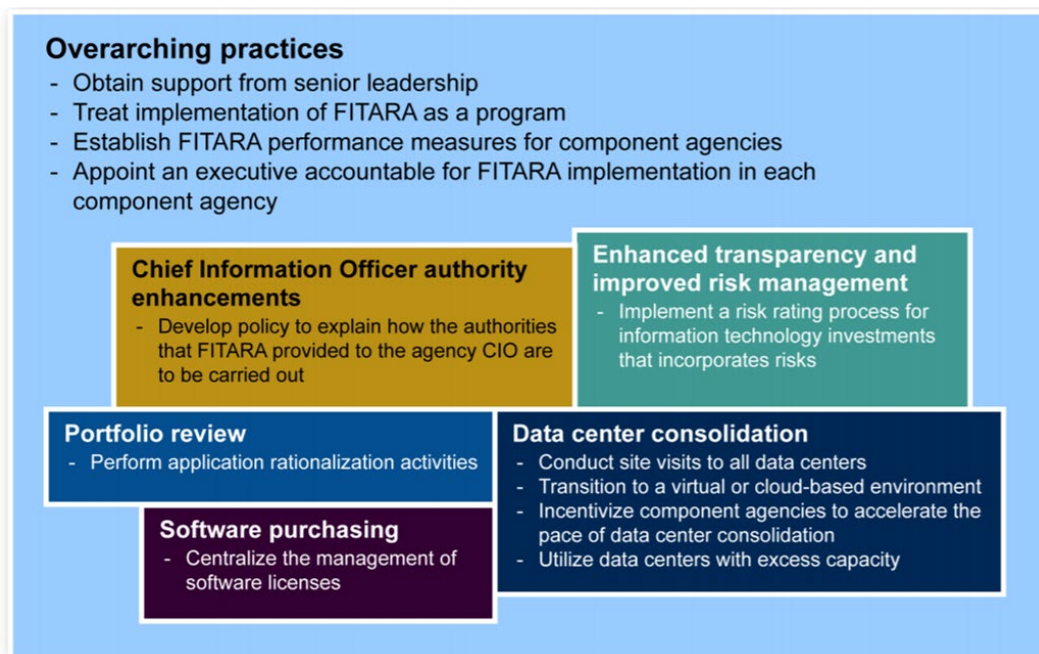 Overarching practices
- Obtain support from senior leadership
- Treat implementation of FITARA as a program
- Establish FITARA performance measures for component agencies
- Appoint an executive accountable for FITARA implementation in each
component agency
Chief Information Officer authority
enhancements
- Develop policy to explain how the authorities
that FITARA provided to the agency CIO are
to be carried out
Enhanced transparency and
improved risk management
- Implement a risk rating process for
information technology investments
that incorporates risks
Portfolio review
- Perform application rationalization activities
Data center consolidation
- Conduct site visits to all data centers
- Transition to a virtual or cloud-based environment
- Incentivize component agencies to accelerate the
pace of data center consolidation
- Utilize data centers with excess capacity
Software purchasing
- Centralize the management of
software licenses